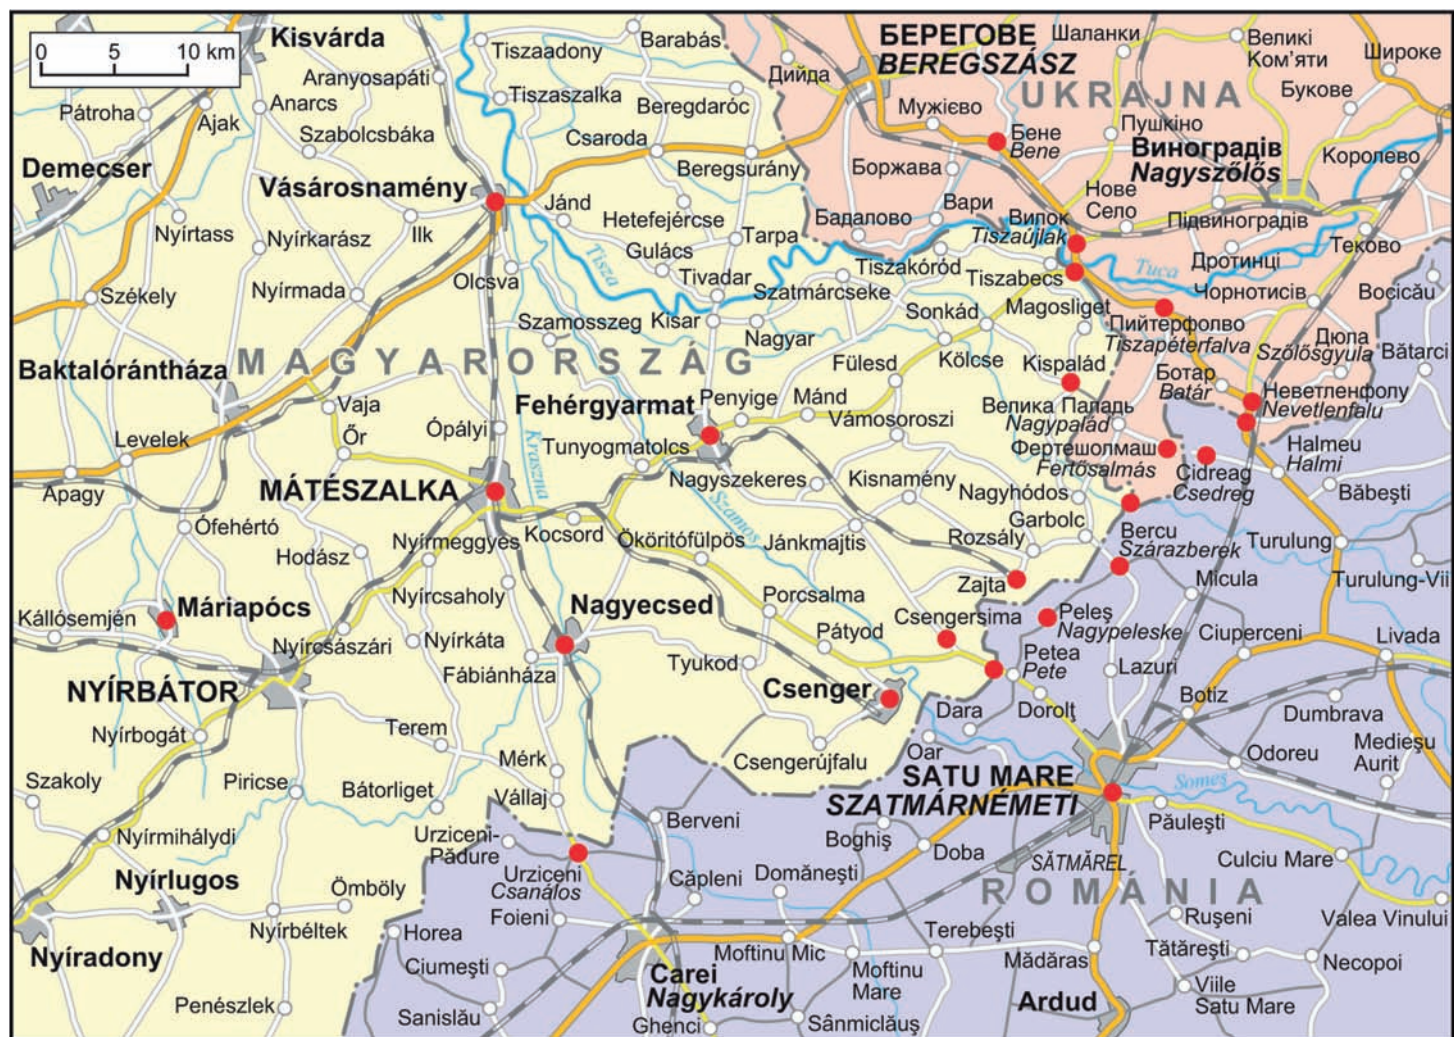 0 5 10 km
Kisvárda
Tiszaadony
Barabás
БЕРЕГОВЕ
BEREGSZÁSZ
Шаланки
Великі
Ком’яти
Широке
Aranyosapáti
Дийда
UKRAJNA
Букове
Pátroha
Anarcs
Tiszaszalka
Beregdaróc
Мужієво
Ajak
Szabolcsbáka
Csaroda
Бене
Bene
Пушкіно
Виноградів
Nagyszőlős
Королево
Demecser
Vásárosnamény
Beregsurány
Боржава
Нове
Село
Jánd
Hetefejércse
Бадалово
Вари
Вилок
Tiszaújlak
Підвиноградів
Nyírtass
Nyírkarász
Ilk
Gulács
Tarpa
Теково
Tisza
Olcsva
Tivadar
Tiszakóród
Tiszabecs
Tuca
Дротинці
Székely
Nyírmada
Szatmárcseke
Magosliget
Чорнотисів
Bocicău
Szamosszeg
Kisar
Nagyar
Sonkád
Пийтерфолво
Tiszapéterfalva
Дюла
Szőlősgyula
Bătarci
Baktalórántháza
MAGYARORSZÁG
Fülesd
Kölcse
Kispalád
Ботар
Batár
Неветленфолу
Nevetlenfalu
Vaja
Fehérgyarmat
Penyige
Mánd
Vámosoroszi
Велика Паладь
Nagypalád
Levelek
Őr
Ópályi
Kraszna
Tunyogmatolcs
Фертешолмаш
Fertősalmás
Cidreag
Csedreg
Halmeu
Halmi
Apagy
MÁTÉSZALKA
Nagyszekeres
Kisnamény
Nagyhódos
Băbeşti
Szamos
Ófehértó
Kocsord
Garbolc
Hodász
Nyírmeggyes
Ököritófülpös
Jánkmajtis
Rozsály
Bercu
Szárazberek
Turulung
Máriapócs
Nyírcsaholy
Zajta
Micula
Turulung-Vii
Kállósemjén
Nagyecsed
Porcsalma
Csengersima
Peleş
Nagypeleske
Nyírcsászári
Nyírkáta
Pátyod
Petea
Pete
Ciuperceni
Livada
NYÍRBÁTOR
Fábiánháza
Tyukod
Csenger
Lazuri
Dorolţ
Botiz
Dumbrava
Nyírbogát
Terem
Dara
Mérk
Csengerújfalu
Oar
Odoreu
Medieşu
Aurit
Szakoly
Piricse
Bátorliget
Vállaj
SATU MARE
SZATMÁRNÉMETI
Someş
Nyírmihálydi
Urziceni-
Pădure
Berveni
Boghiş
Doba
Păuleşti
Nyírlugos
Ömböly
Urziceni
Csanálos
Căpleni
Domăneşti
SĂTMĂREL
Culciu Mare
ROMÁNIA
Nyírbéltek
Foieni
Ruşeni
Valea Vinului
Nyíradony
Horea
Moftinu Mic
Terebeşti
Mădăras
Tătăreşti
Necopoi
Ciumeşti
Carei
Nagykároly
Moftinu
Mare
Viile
Satu Mare
Penészlek
Sanislău
Ghenci
Sânmiclăuş
Ardud